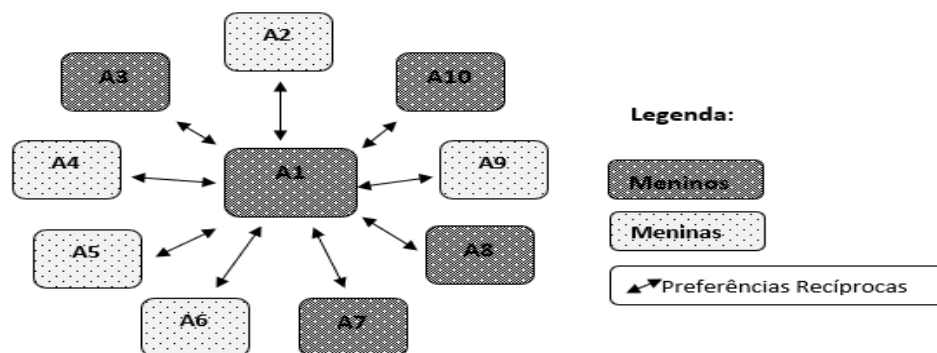 A2
A3
A10
A4
A1
A9
A5
A8
A6
A7
Legenda:
Meninos
Meninas
Preferências Recíprocas